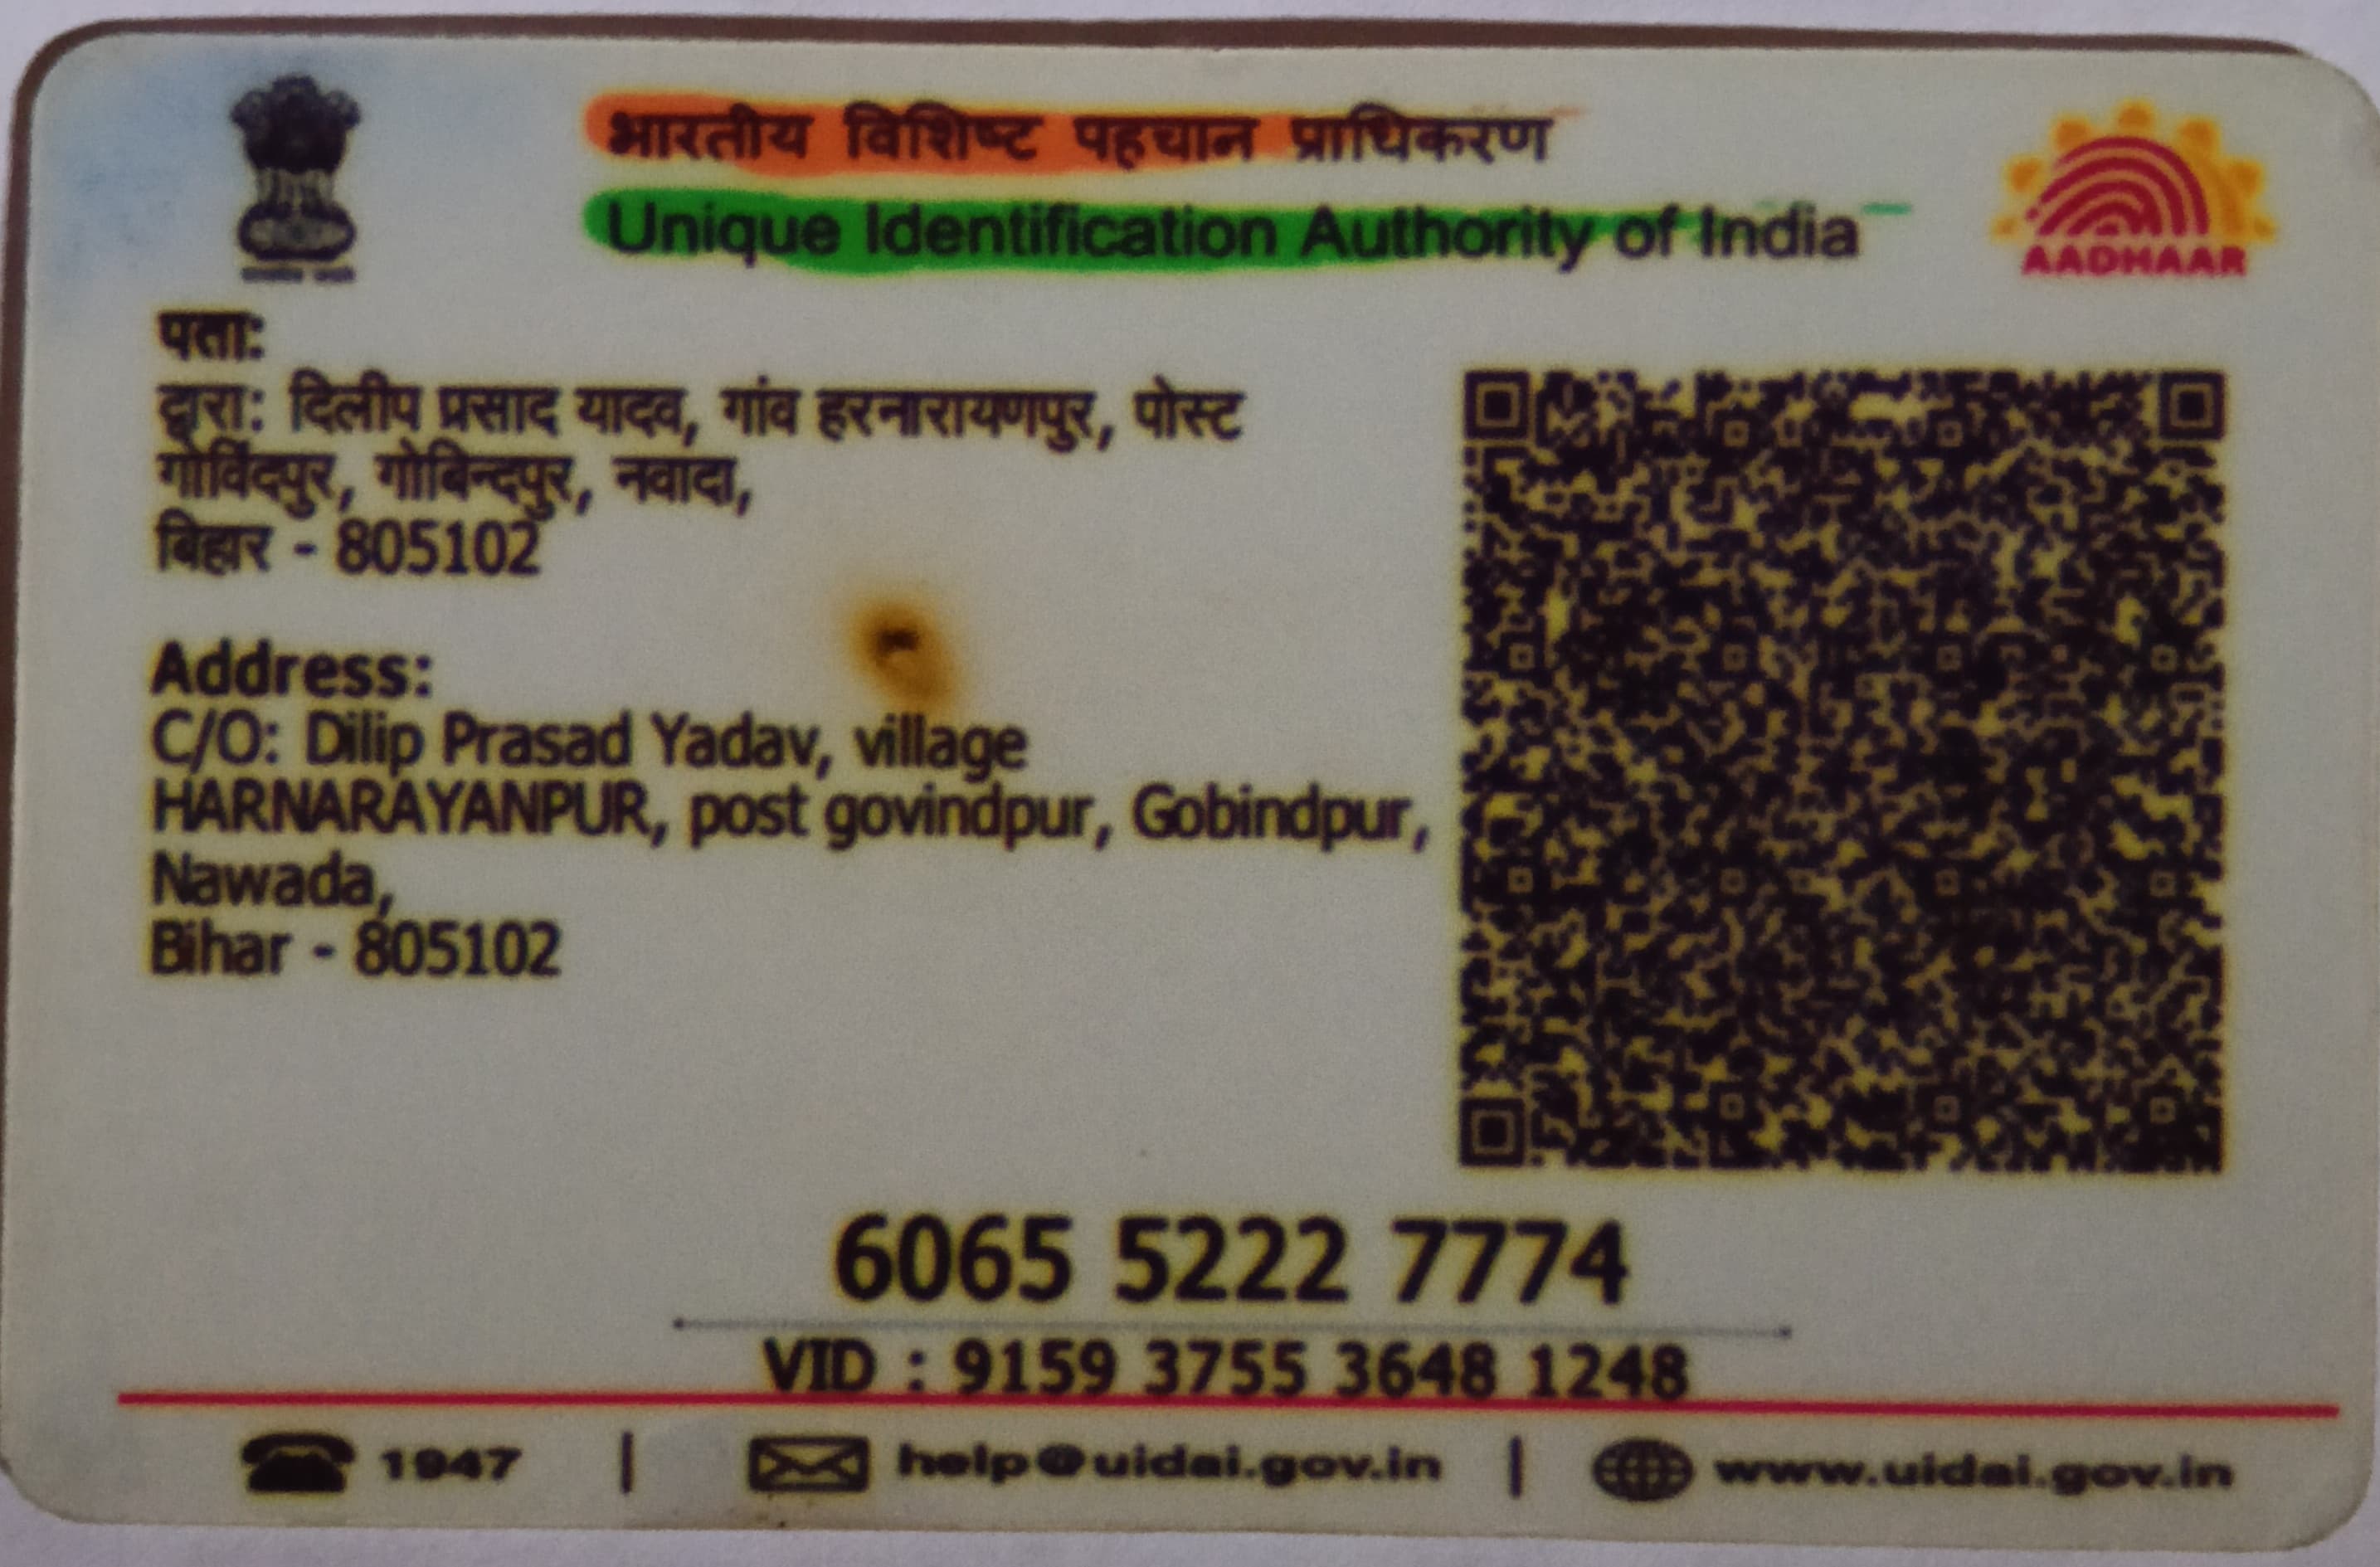 भारतीय विशिष्ट पहचान प्राधिकरण
Unique Identification Authority of India
AADHAAR
पता:
द्वारा: दिलीप प्रसाद यादव, गांव हरनारायणपुर, पोस्ट
गोविंदपुर, गोबिन्दपुर, नवादा,
बिहार - 805102
Address:
C/O: Dilip Prasad Yadav, village
HARNARAYANPUR, post govindpur, Gobindpur,
Nawada,
Bihar - 805102
6065 5222 7774
VID : 9159 3755 3648 1248
1947 | help@uidai.gov.in | www.uidai.gov.in